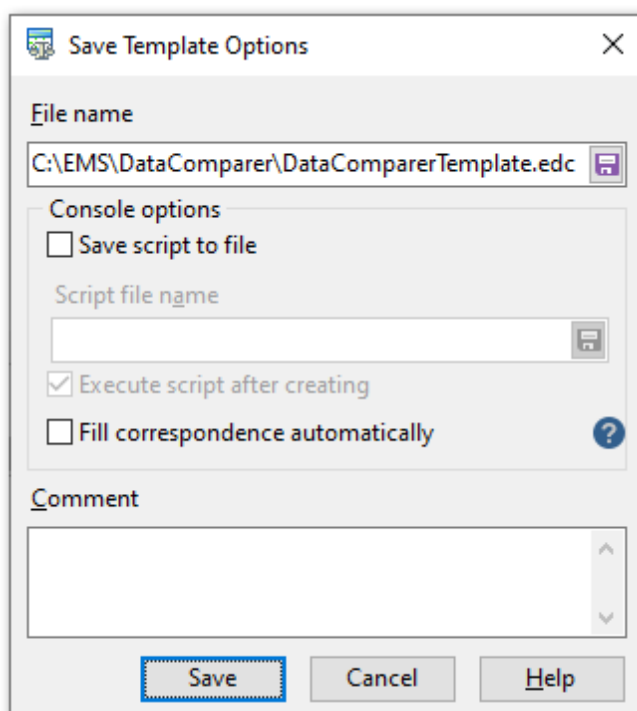 Save Template Options
File name
C:\EMS\DataComparer\DataComparerTemplate.edc
Console options
Save script to file
Script file name
Execute script after creating
Fill correspondence automatically
?
Comment
Save Cancel Help